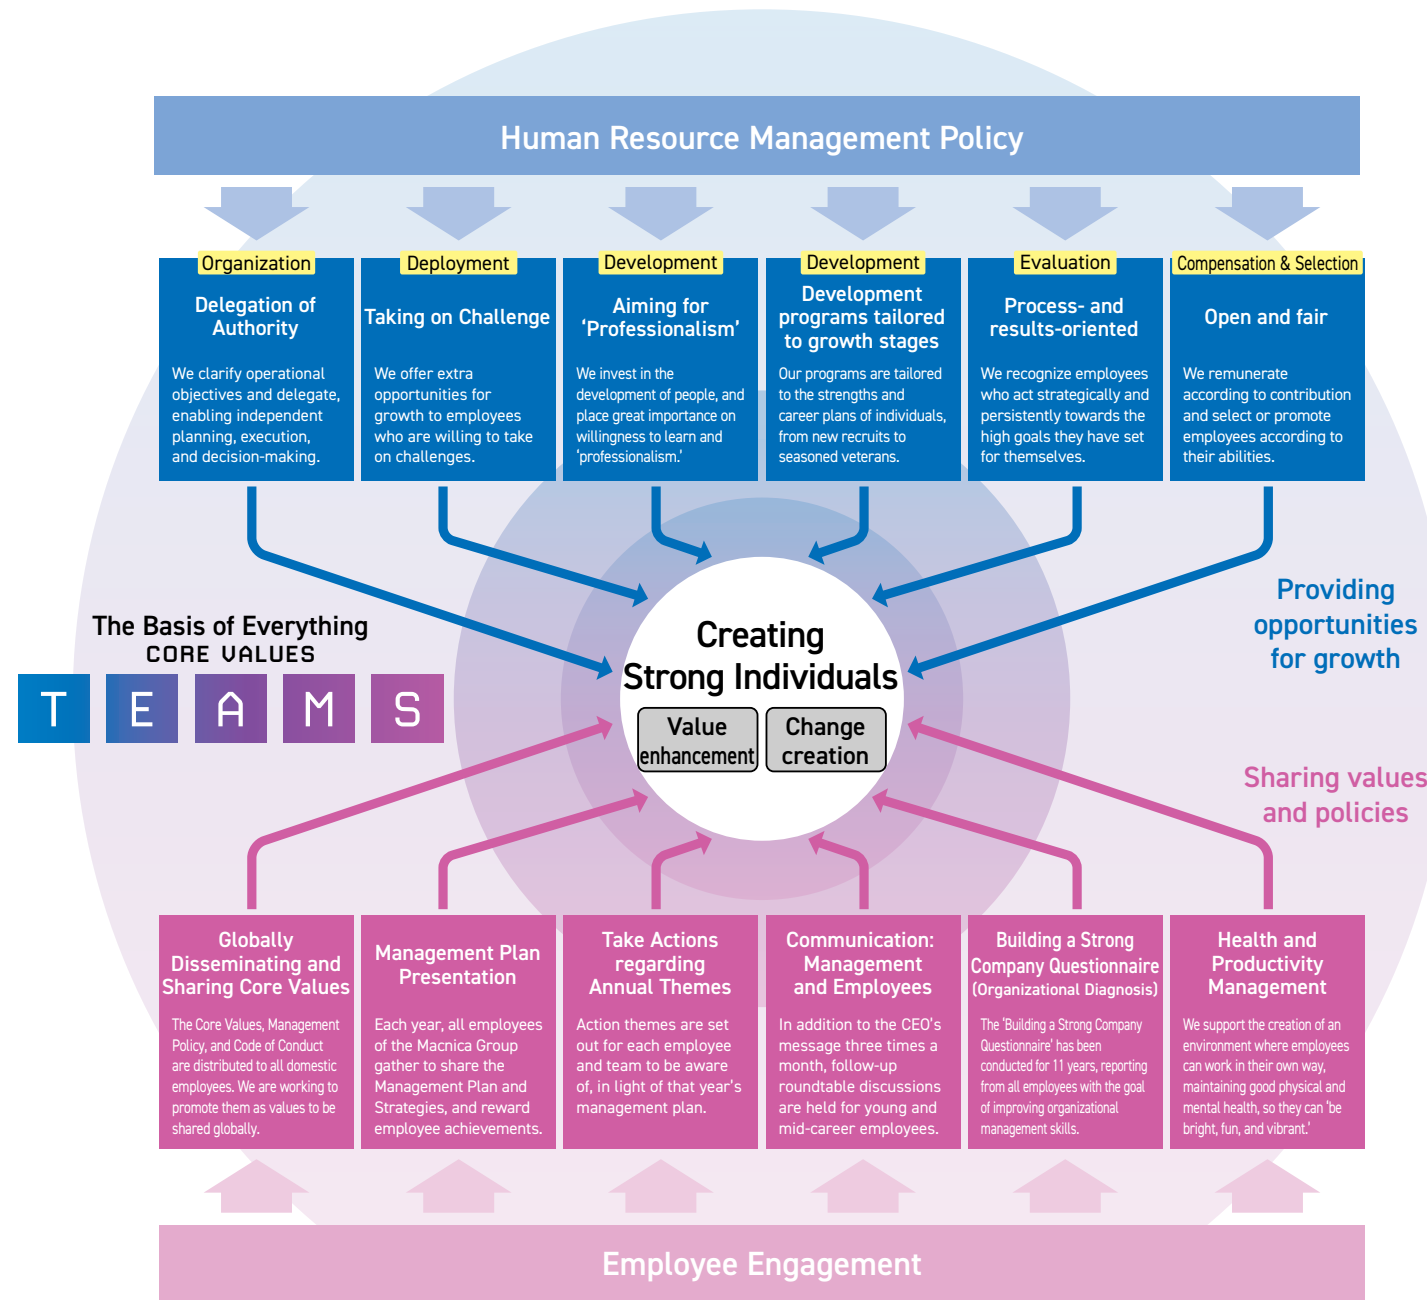 Human Resource Management Policy
Organization
Delegation of
Authority
We clarify operational
objectives and delegate,
enabling independent
planning, execution,
and decision-making.
Deployment
Taking on Challenge
We offer extra
opportunities for
growth to employees
who are willing to take
on challenges.
Development
Aiming for
‘Professionalism’
We invest in the
development of people, and
place great importance on
willingness to learn and
‘professionalism.’
Development
Development
programs tailored
to growth stages
Our programs are tailored
to the strengths and
career plans of individuals,
from new recruits to
seasoned veterans.
Evaluation
Process- and
results-oriented
We recognize employees
who act strategically and
persistently towards the
high goals they have set
for themselves.
Compensation & Selection
Open and fair
We remunerate
according to contribution
and select or promote
employees according to
their abilities.
Providing
opportunities
for growth
The Basis of Everything
CORE VALUES
T E A M S
Creating
Strong Individuals
Value
enhancement
Change
creation
Sharing values
and policies
Globally
Disseminating and
Sharing Core Values
The Core Values, Management
Policy, and Code of Conduct
are distributed to all domestic
employees. We are working to
promote them as values to be
shared globally.
Management Plan
Presentation
Each year, all employees
of the Macnica Group
gather to share the
Management Plan and
Strategies, and reward
employee achievements.
Take Actions
regarding
Annual Themes
Action themes are set
out for each employee
and team to be aware
of, in light of that year’s
management plan.
Communication:
Management
and Employees
In addition to the CEO’s
message three times a
month, follow-up
roundtable discussions
are held for young and
mid-career employees.
Building a Strong
Company Questionnaire
(Organizational Diagnosis)
The ‘Building a Strong Company
Questionnaire’ has been
conducted for 11 years, reporting
from all employees with the goal
of improving organizational
management skills.
Health and
Productivity
Management
We support the creation of an
environment where employees
can work in their own way,
maintaining good physical and
mental health, so they can ‘be
bright, fun, and vibrant.’
Employee Engagement